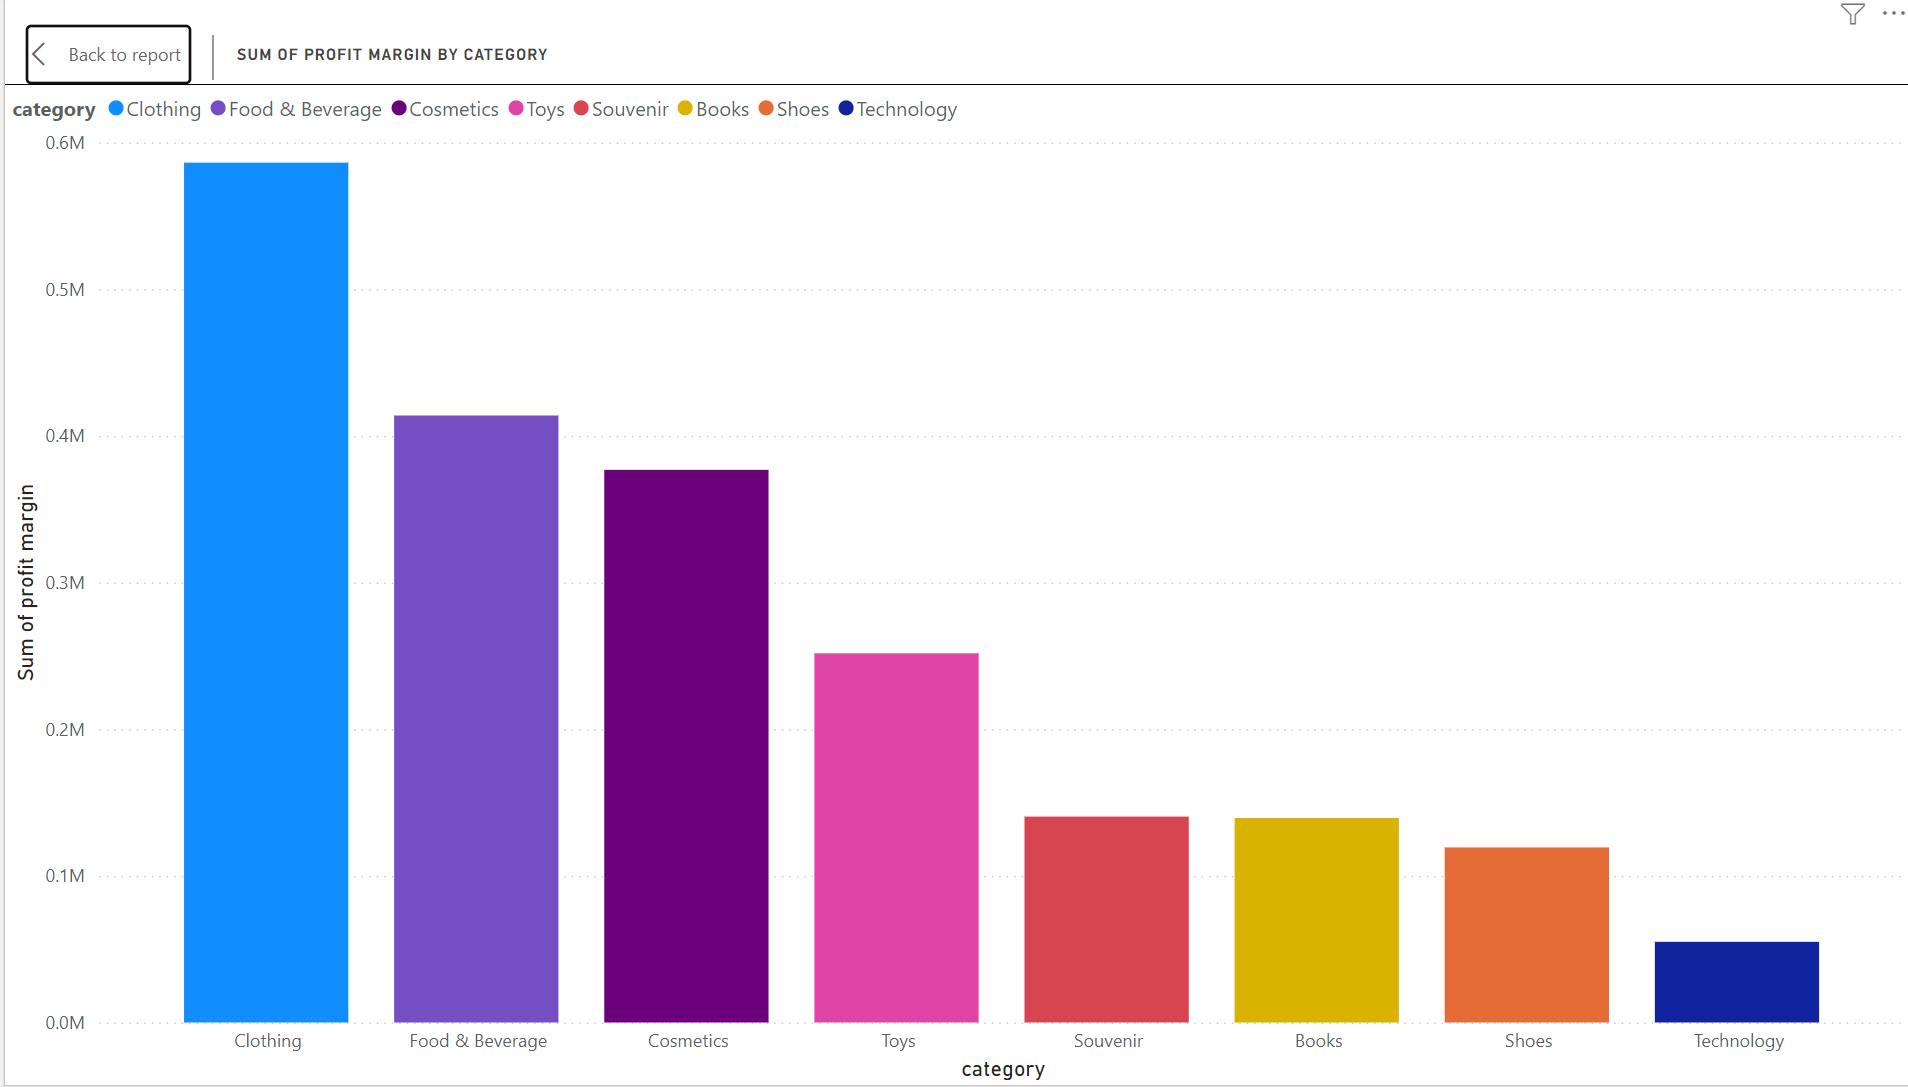 Back to report
SUM OF PROFIT MARGIN BY CATEGORY
category Clothing Food & Beverage Cosmetics Toys Souvenir Books Shoes Technology
0.6M
0.5M
0.4M
0.3M
0.2M
0.1M
0.0M
Sum of profit margin
Clothing Food & Beverage Cosmetics Toys Souvenir Books Shoes Technology
category